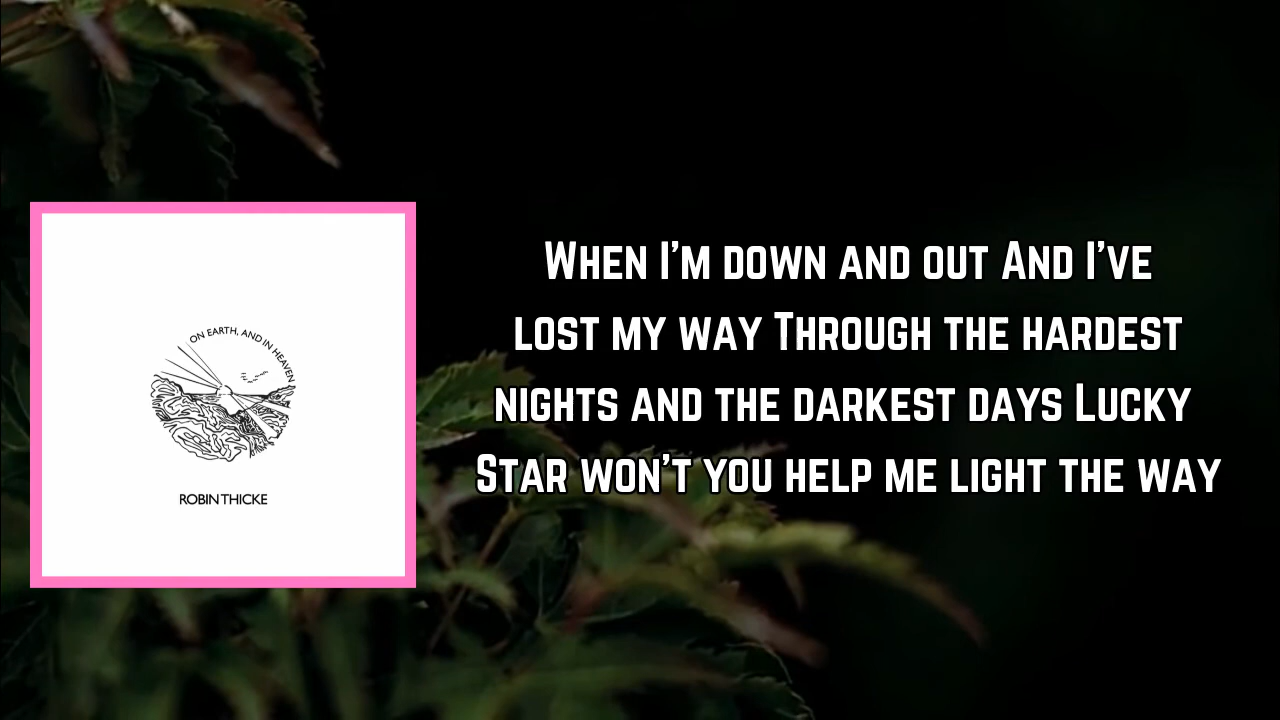 ON EARTH, AND IN HEAVEN
ROBIN THICKE
When I'm down and out And I've
lost my way Through the hardest
nights and the darkest days Lucky
Star won't you help me light the way